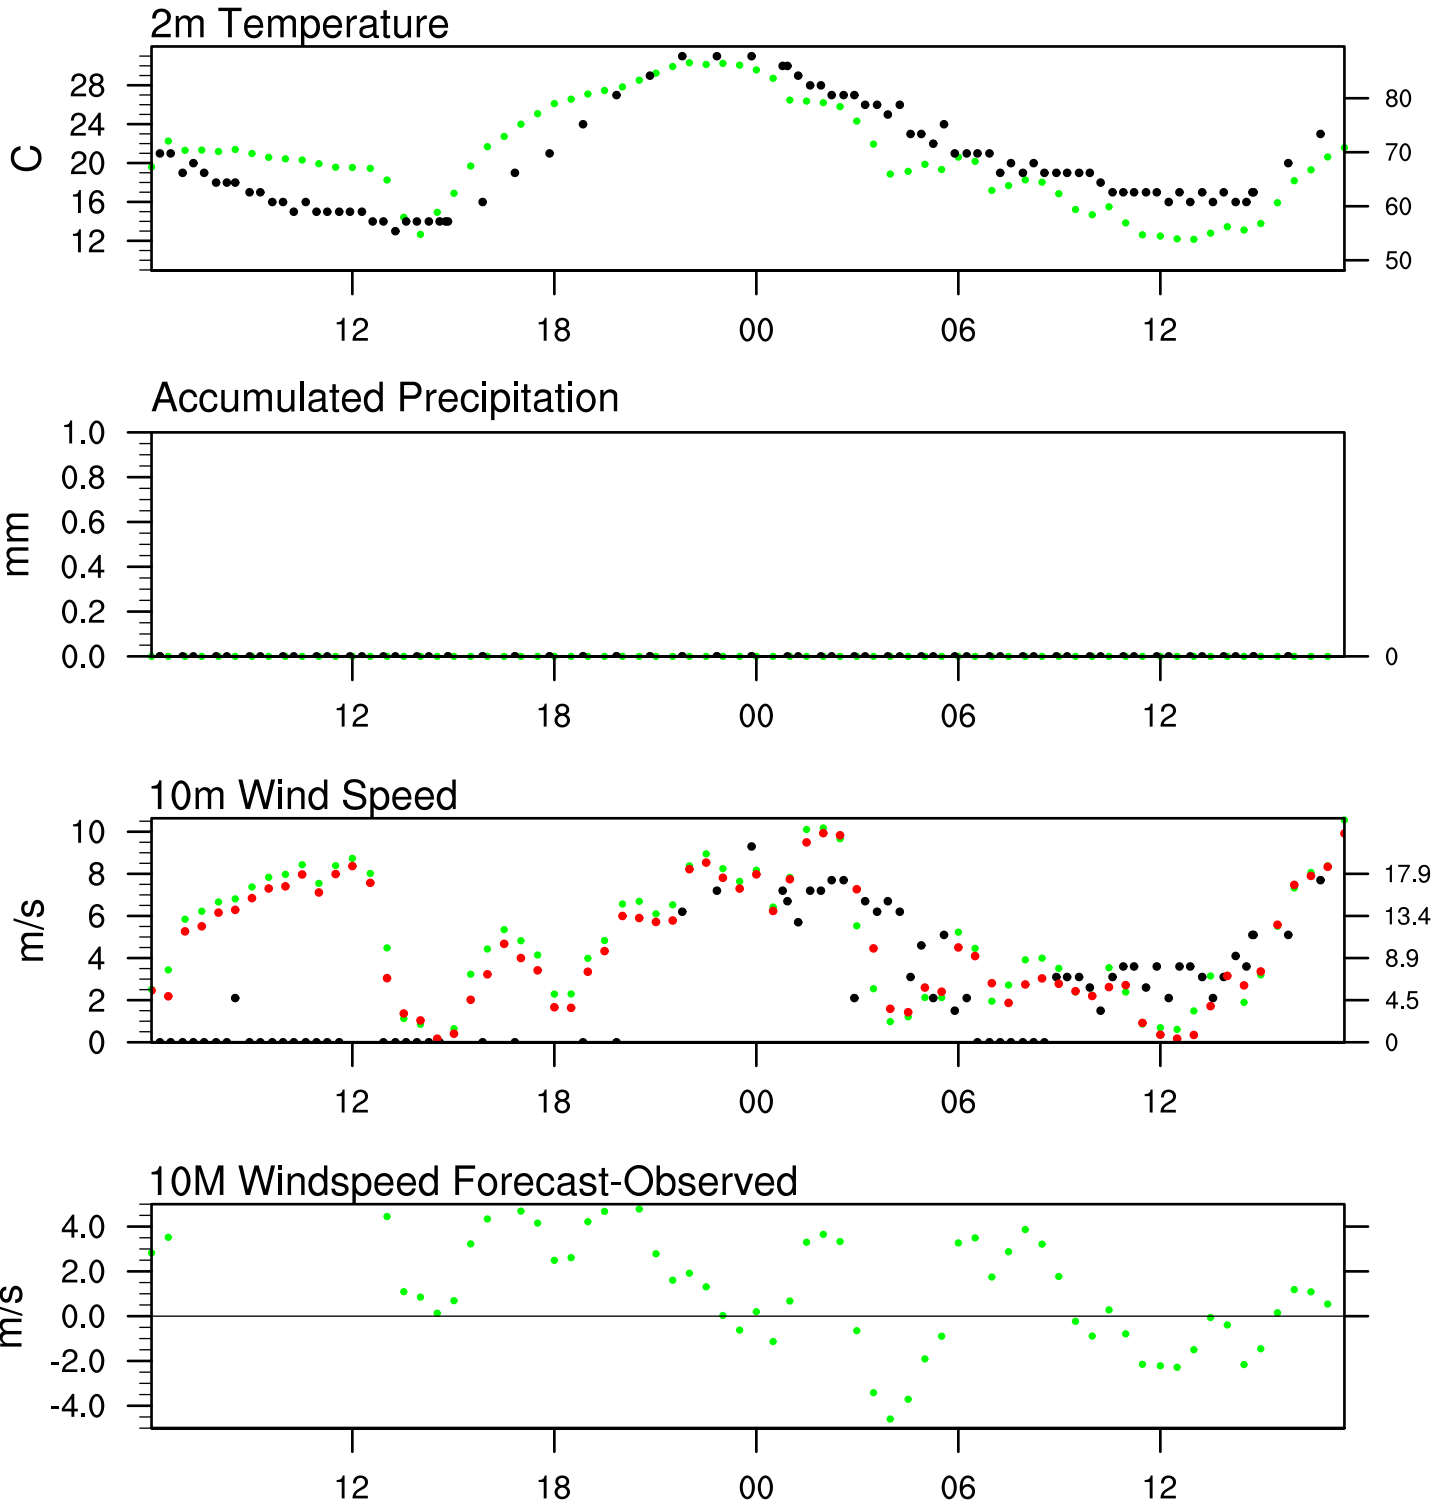 2m Temperature
28
24
20
16
12
C
80
70
60
50
12 18 00 06 12
Accumulated Precipitation
1.0
0.8
0.6
0.4
0.2
0.0
mm
0
12 18 00 06 12
10m Wind Speed
10
8
6
4
2
0
m/s
17.9
13.4
8.9
4.5
0
12 18 00 06 12
10M Windspeed Forecast-Observed
4.0
2.0
0.0
-2.0
-4.0
m/s
12 18 00 06 12